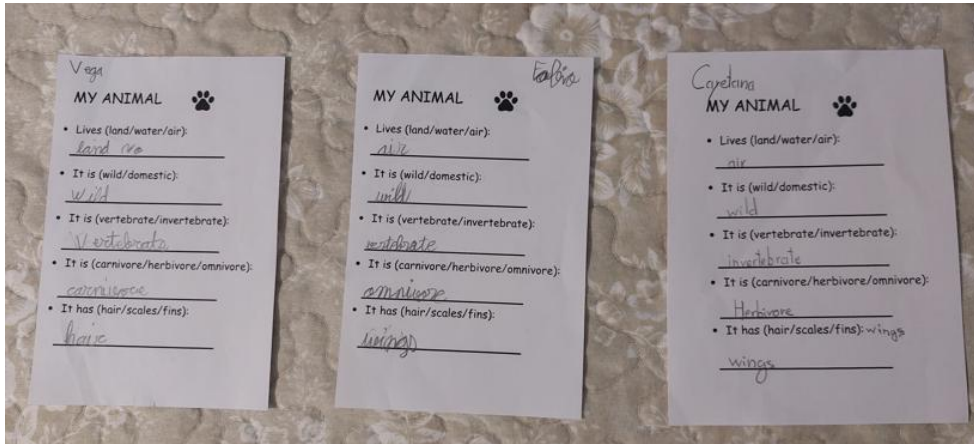 Vega
MY ANIMAL
• Lives (land/water/air):
land
• It is (wild/domestic):
Wild
• It is (vertebrate/invertebrate):
Vertebrate
• It is (carnivore/herbivore/omnivore):
carnivore
• It has (hair/scales/fins):
hair
MY ANIMAL
• Lives (land/water/air):
air
• It is (wild/domestic):
wild
• It is (vertebrate/invertebrate):
vertebrate
• It is (carnivore/herbivore/omnivore):
omnivore
• It has (hair/scales/fins):
wings
Cayetana
MY ANIMAL
• Lives (land/water/air):
air
• It is (wild/domestic):
wild
• It is (vertebrate/invertebrate):
invertebrate
• It is (carnivore/herbivore/omnivore):
Herbivore
• It has (hair/scales/fins): wings
wings